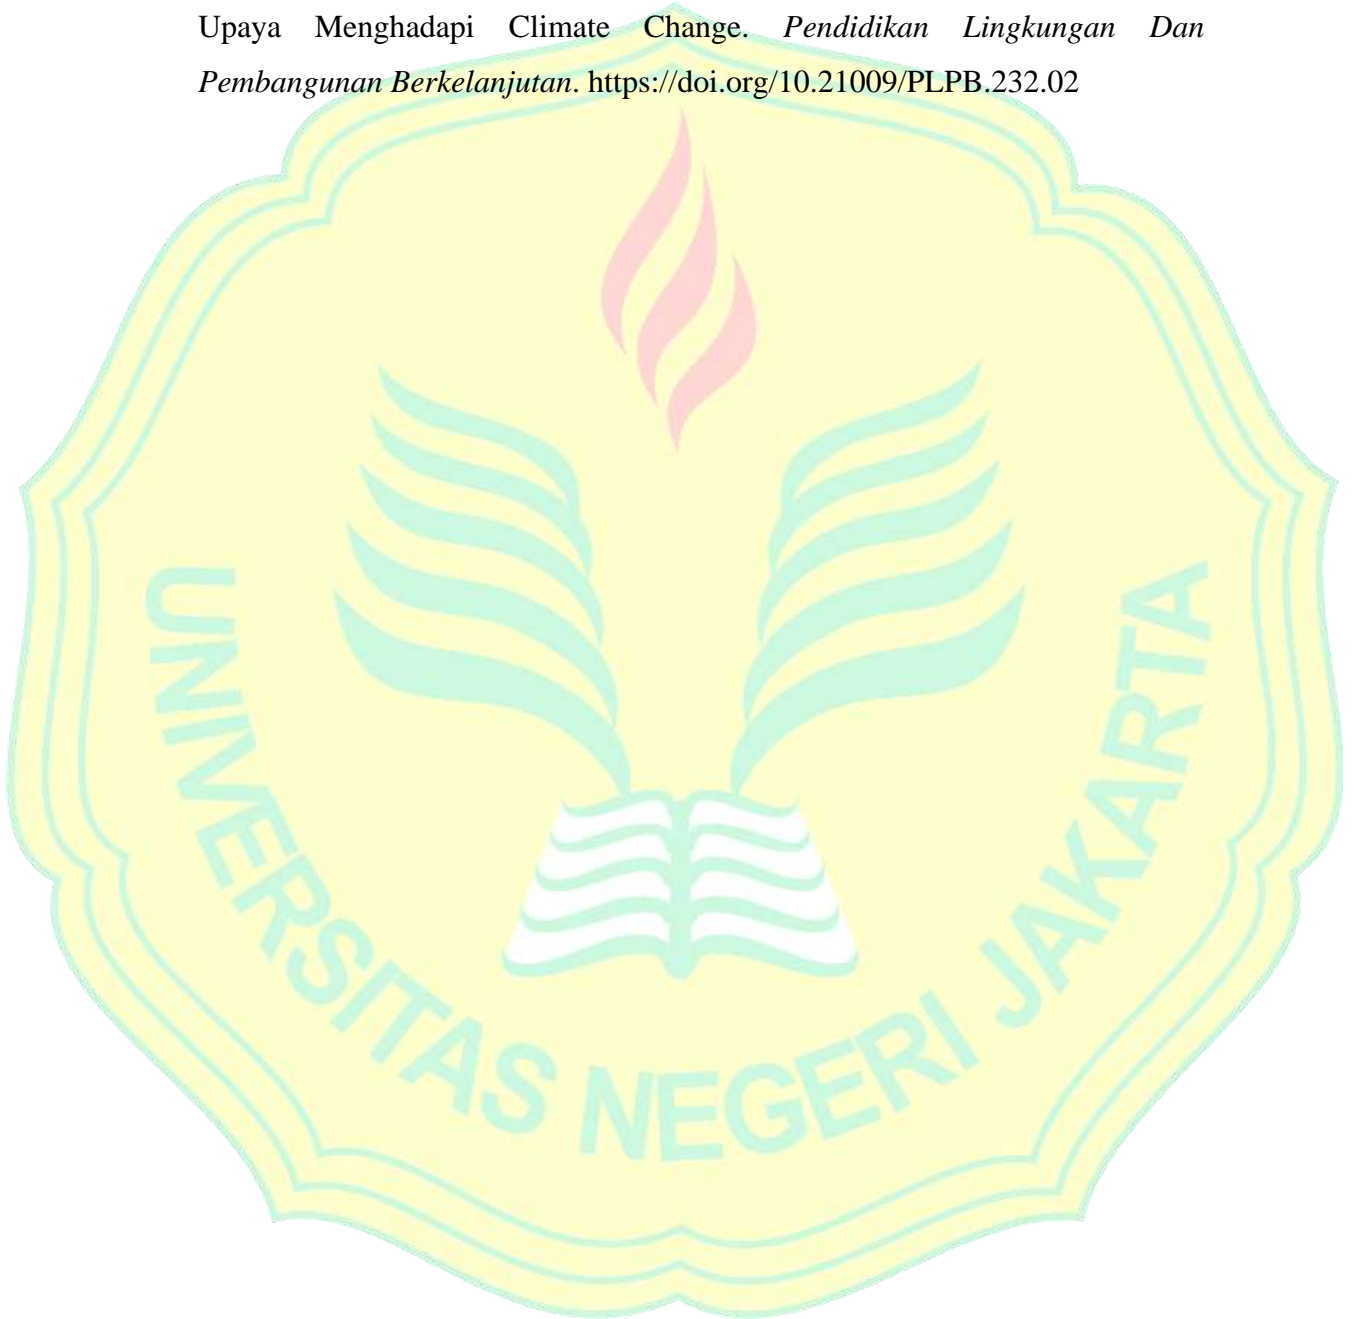 Upaya Menghadapi Climate Change. Pendidikan Lingkungan Dan
Pembangunan Berkelanjutan. https://doi.org/10.21009/PLPB.232.02
UNIVERSITAS NEGERI JAKARTA